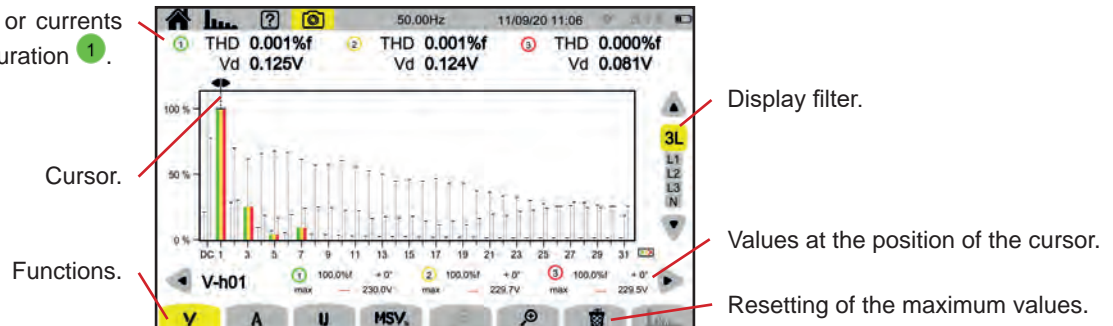 or currents
uration 1.
Cursor.
Functions.
50.00Hz 11/09/20 11:06
1 THD 0.001%f 2 THD 0.001%f 3 THD 0.000%f
Vd 0.125V Vd 0.124V Vd 0.081V
100 %
50 %
0 %
DC 1 3 5 7 9 11 13 15 17 19 21 23 25 27 29 31
3L
L1
L2
L3
N
V-h01 1 100,0%f + 0° 2 100,0%f + 0° 3 100,0%f + 0°
max --- 230.0V max --- 229.7V max --- 229.5V
V A U MSV
Display filter.
Values at the position of the cursor.
Resetting of the maximum values.